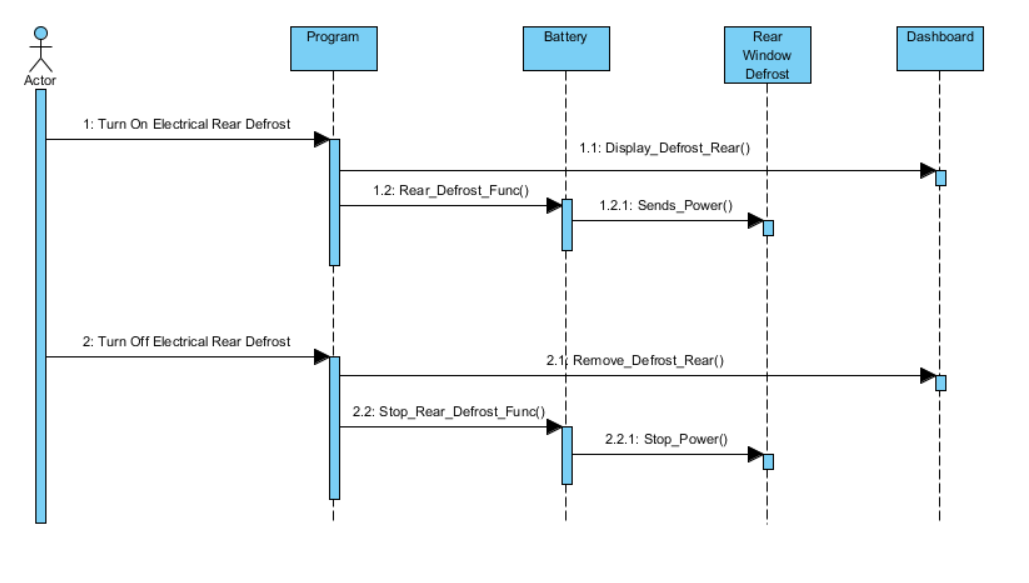 Program
Battery
Rear
Window
Defrost
Dashboard
Actor
1: Turn On Electrical Rear Defrost
1.1: Display_Defrost_Rear()
1.2: Rear_Defrost_Func()
1.2.1: Sends_Power()
2: Turn Off Electrical Rear Defrost
2.1: Remove_Defrost_Rear()
2.2: Stop_Rear_Defrost_Func()
2.2.1: Stop_Power()